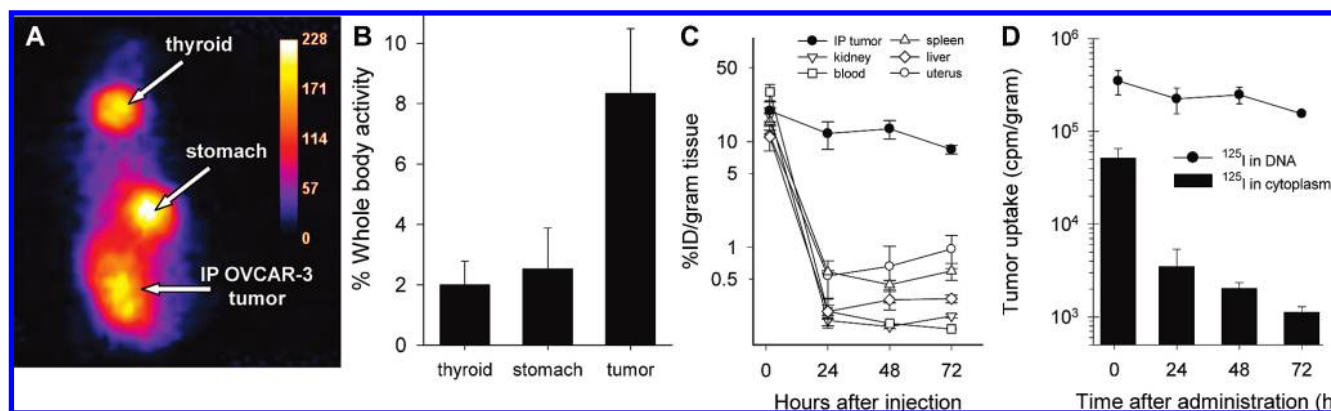 A
thyroid
stomach
IP OVCAR-3
tumor
228
171
114
57
0
B
% Whole body activity
10
8
6
4
2
0
thyroid
stomach
tumor
C
%ID/gram tissue
IP tumor
kidney
blood
spleen
liver
uterus
50
10
5
1
0.5
0
24
48
72
Hours after injection
D
Tumor uptake (cpm/gram)
10⁶
10⁵
10⁴
10³
¹²⁵I in DNA
¹²⁵I in cytoplasm
0
24
48
72
Time after administration (h